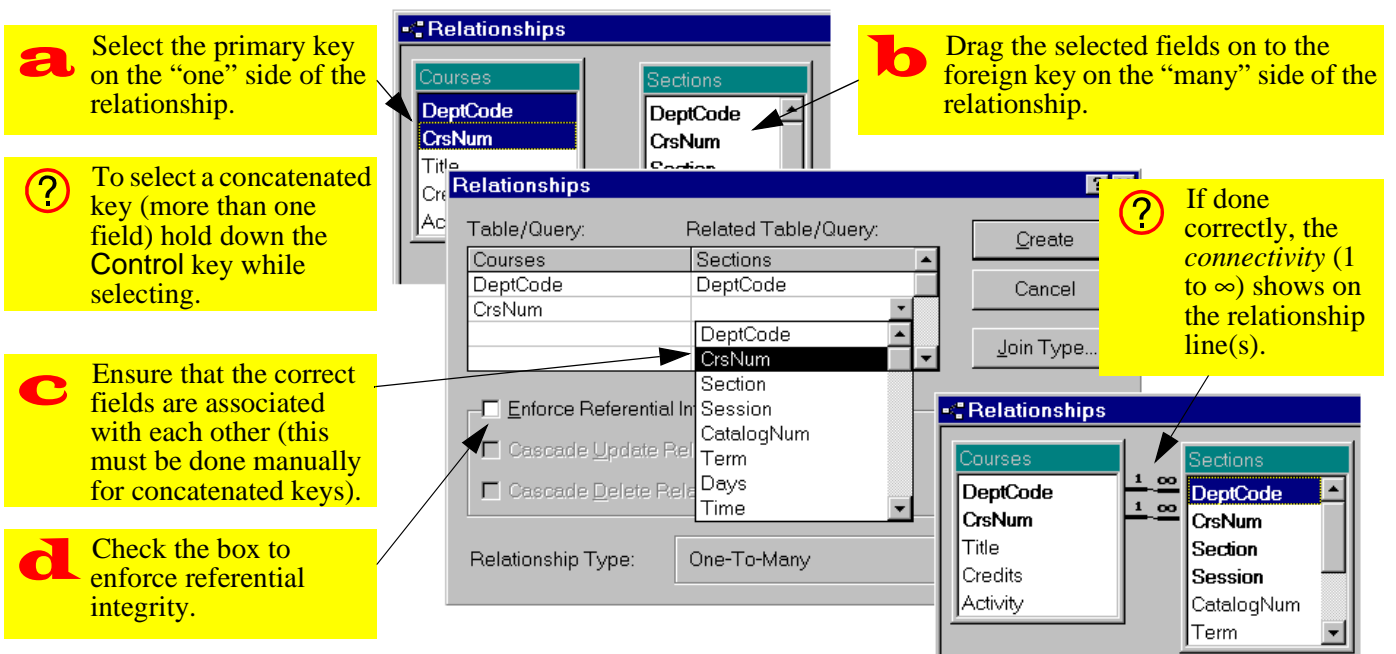 a
Select the primary key
on the “one” side of the
relationship.
Relationships
Courses
DeptCode
CrsNum
Title
Sections
DeptCode
CrsNum
Section
b
Drag the selected fields on to the
foreign key on the “many” side of the
relationship.
?
To select a concatenated
key (more than one
field) hold down the
Control key while
selecting.
Relationships
?
Table/Query:
Related Table/Query:
Courses
Sections
DeptCode
DeptCode
CrsNum
DeptCode
CrsNum
Section
Session
CatalogNum
Term
Days
Time
Create
Cancel
Join Type...
Enforce Referential In
Cascade Update Rel
Cascade Delete Rela
Relationship Type:
One-To-Many
?
If done
correctly, the
connectivity (1
to ∞) shows on
the relationship
line(s).
c
Ensure that the correct
fields are associated
with each other (this
must be done manually
for concatenated keys).
d
Check the box to
enforce referential
integrity.
Relationships
Courses
DeptCode
CrsNum
Title
Credits
Activity
1 ∞
1 ∞
Sections
DeptCode
CrsNum
Section
Session
CatalogNum
Term